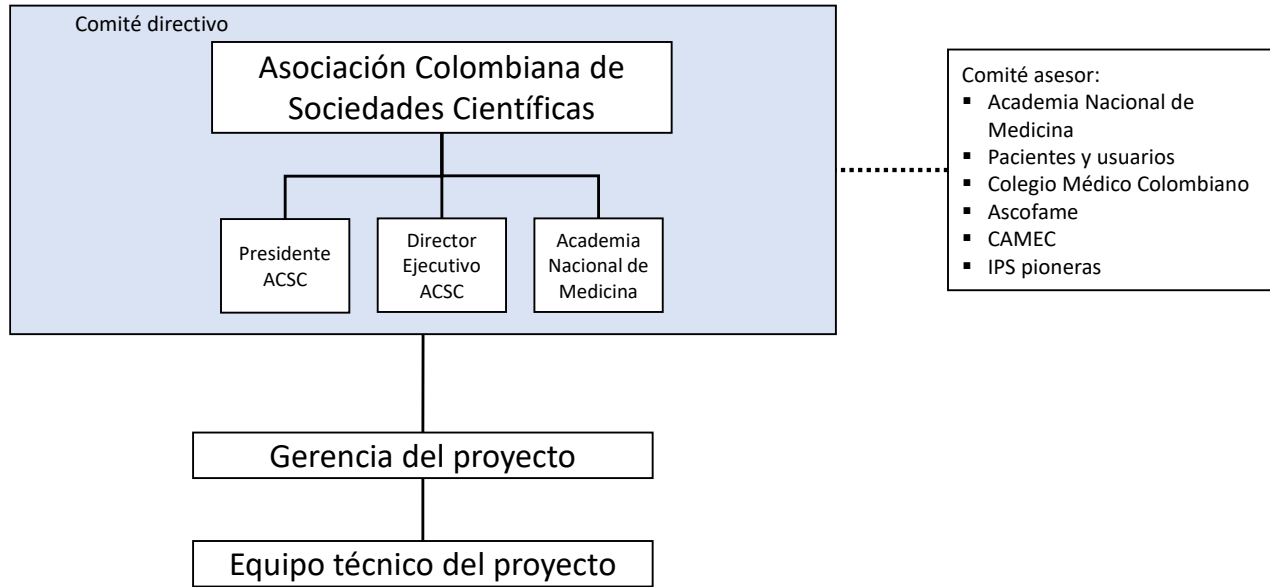 Comité directivo
Asociación Colombiana de
Sociedades Científicas
Presidente
ACSC
Director
Ejecutivo
ACSC
Academia
Nacional de
Medicina
Comité asesor:
▪ Academia Nacional de
Medicina
▪ Pacientes y usuarios
▪ Colegio Médico Colombiano
▪ Ascofame
▪ CAMEC
▪ IPS pioneras
Gerencia del proyecto
Equipo técnico del proyecto